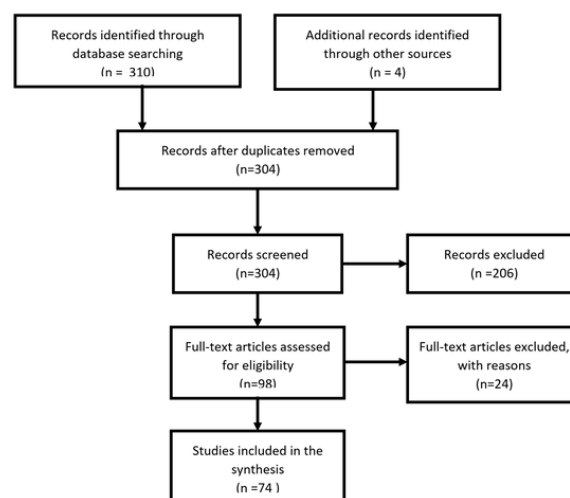 Records identified through
database searching
(n = 310)
Additional records identified
through other sources
(n = 4)
Records after duplicates removed
(n=304)
Records screened
(n=304)
Records excluded
(n =206)
Full-text articles assessed
for eligibility
(n=98)
Full-text articles excluded,
with reasons
(n=24)
Studies included in the
synthesis
(n =74 )